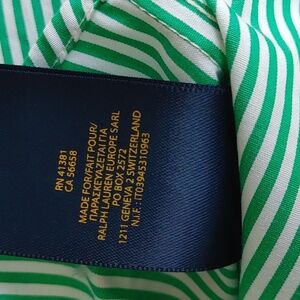 RN 41381
CA 56658
MADE FOR/FAIT POUR/
ΠΑΡΑΣΚΕΥΑΖΕΤΑΙ ΓΙΑ
RALPH LAUREN EUROPE SARL
PO BOX 2572
1211 GENEVA 2 SWITZERLAND
N.I.F.: IT03945310963